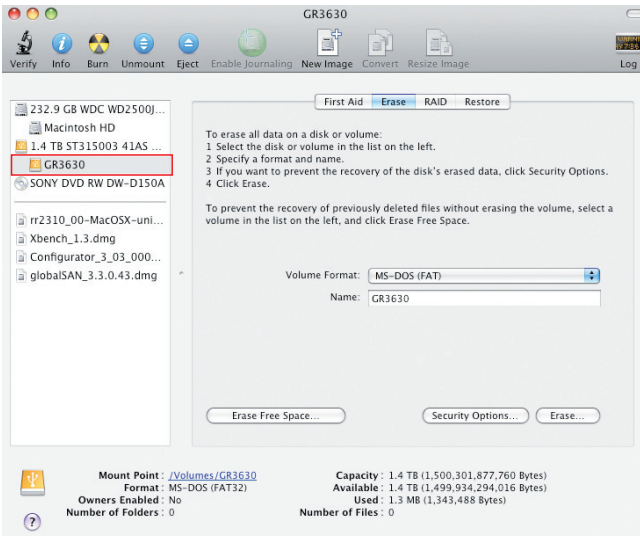 GR3630
Verify Info Burn Unmount Eject Enable Journaling New Image Convert Resize Image Log
232.9 GB WDC WD2500J...
Macintosh HD
1.4 TB ST315003 41AS ...
GR3630
SONY DVD RW DW-D150A
rr2310_00-MacOSX-uni...
Xbench_1.3.dmg
Configurator_3_03_000...
globalSAN_3.3.0.43.dmg
First Aid Erase RAID Restore
To erase all data on a disk or volume:
1 Select the disk or volume in the list on the left.
2 Specify a format and name.
3 If you want to prevent the recovery of the disk's erased data, click Security Options.
4 Click Erase.
To prevent the recovery of previously deleted files without erasing the volume, select a
volume in the list on the left, and click Erase Free Space.
Volume Format: MS-DOS (FAT)
Name: GR3630
Erase Free Space... Security Options... Erase...
Mount Point : /Volumes/GR3630
Format : MS-DOS (FAT32)
Owners Enabled : No
Number of Folders : 0
Capacity : 1.4 TB (1,500,301,877,760 Bytes)
Available : 1.4 TB (1,499,934,294,016 Bytes)
Used : 1.3 MB (1,343,488 Bytes)
Number of Files : 0
?